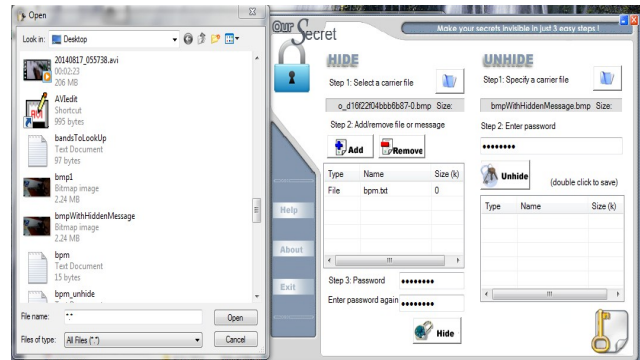 Open
Look in: Desktop
20140817_055738.avi
00:02:23
206 MB
AVIedit
Shortcut
995 bytes
bandsToLookUp
Text Document
97 bytes
bmp1
Bitmap image
2.24 MB
bmpWithHiddenMessage
Bitmap image
2.24 MB
bpm
Text Document
15 bytes
bpm_unhide
File name: *.*
Open
Files of type: All Files (*.*)
Cancel
Our Secret
Make your secrets invisible in just 3 easy steps !
HIDE
Step 1: Select a carrier file
o_d16f22f04bbb6b87-0.bmp Size:
Step 2: Add/remove file or message
Add
Remove
Type Name Size (k)
File bpm.txt 0
Step 3: Password
Enter password again
Hide
UNHIDE
Step1: Specify a carrier file
bmpWithHiddenMessage.bmp Size:
Step 2: Enter password
Unhide
(double click to save)
Type Name Size (k)
Help
About
Exit